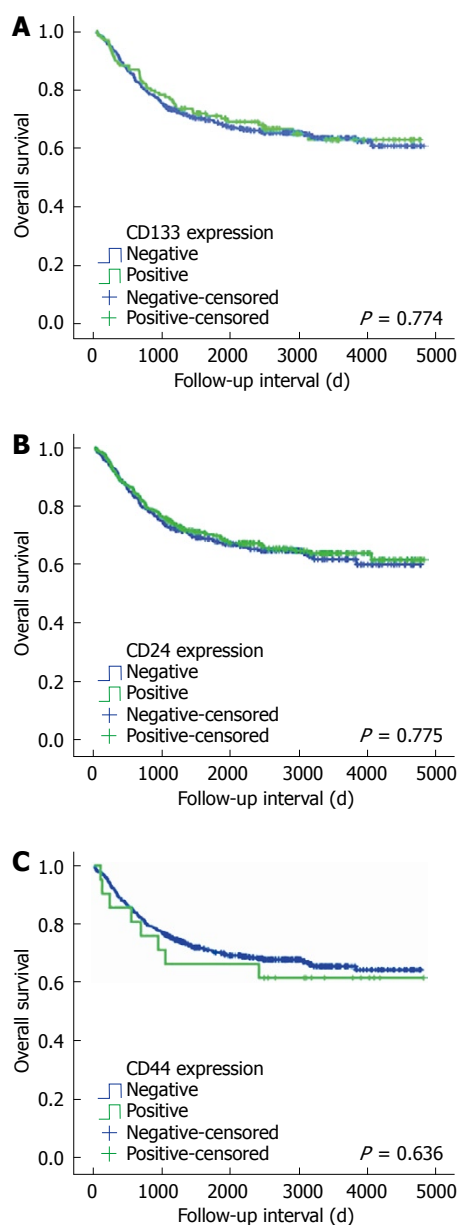 A
Overall survival
1.0
0.8
0.6
0.4
0.2
0.0
CD133 expression
Negative
Positive
Negative-censored
Positive-censored
P = 0.774
0 1000 2000 3000 4000 5000
Follow-up interval (d)
B
Overall survival
1.0
0.8
0.6
0.4
0.2
0.0
CD24 expression
Negative
Positive
Negative-censored
Positive-censored
P = 0.775
0 1000 2000 3000 4000 5000
Follow-up interval (d)
C
Overall survival
1.0
0.8
0.6
0.4
0.2
0.0
CD44 expression
Negative
Positive
Negative-censored
Positive-censored
P = 0.636
0 1000 2000 3000 4000 5000
Follow-up interval (d)